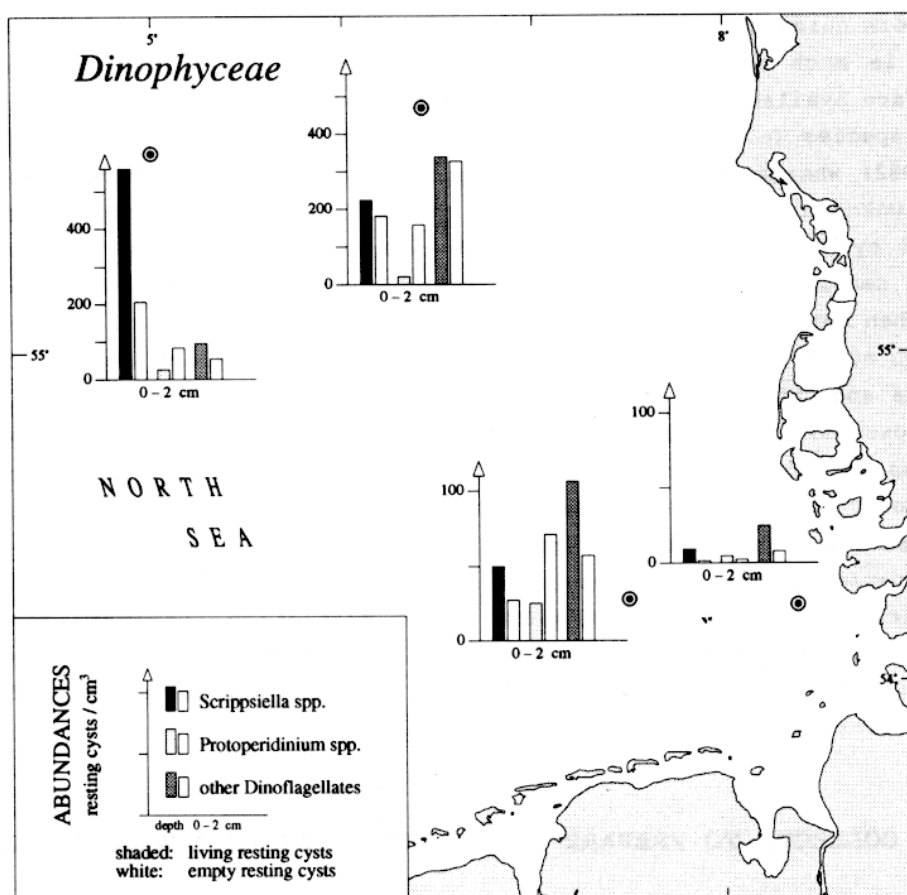 5°
8°
Dinophyceae
400
200
0
0 – 2 cm
400
200
0
0 – 2 cm
55°
55°
NORTH
SEA
100
0
0 – 2 cm
100
0
0 – 2 cm
54°
ABUNDANCES
resting cysts / cm³
Scrippsiella spp.
Protoperidinium spp.
other Dinoflagellates
depth 0 – 2 cm
shaded: living resting cysts
white: empty resting cysts